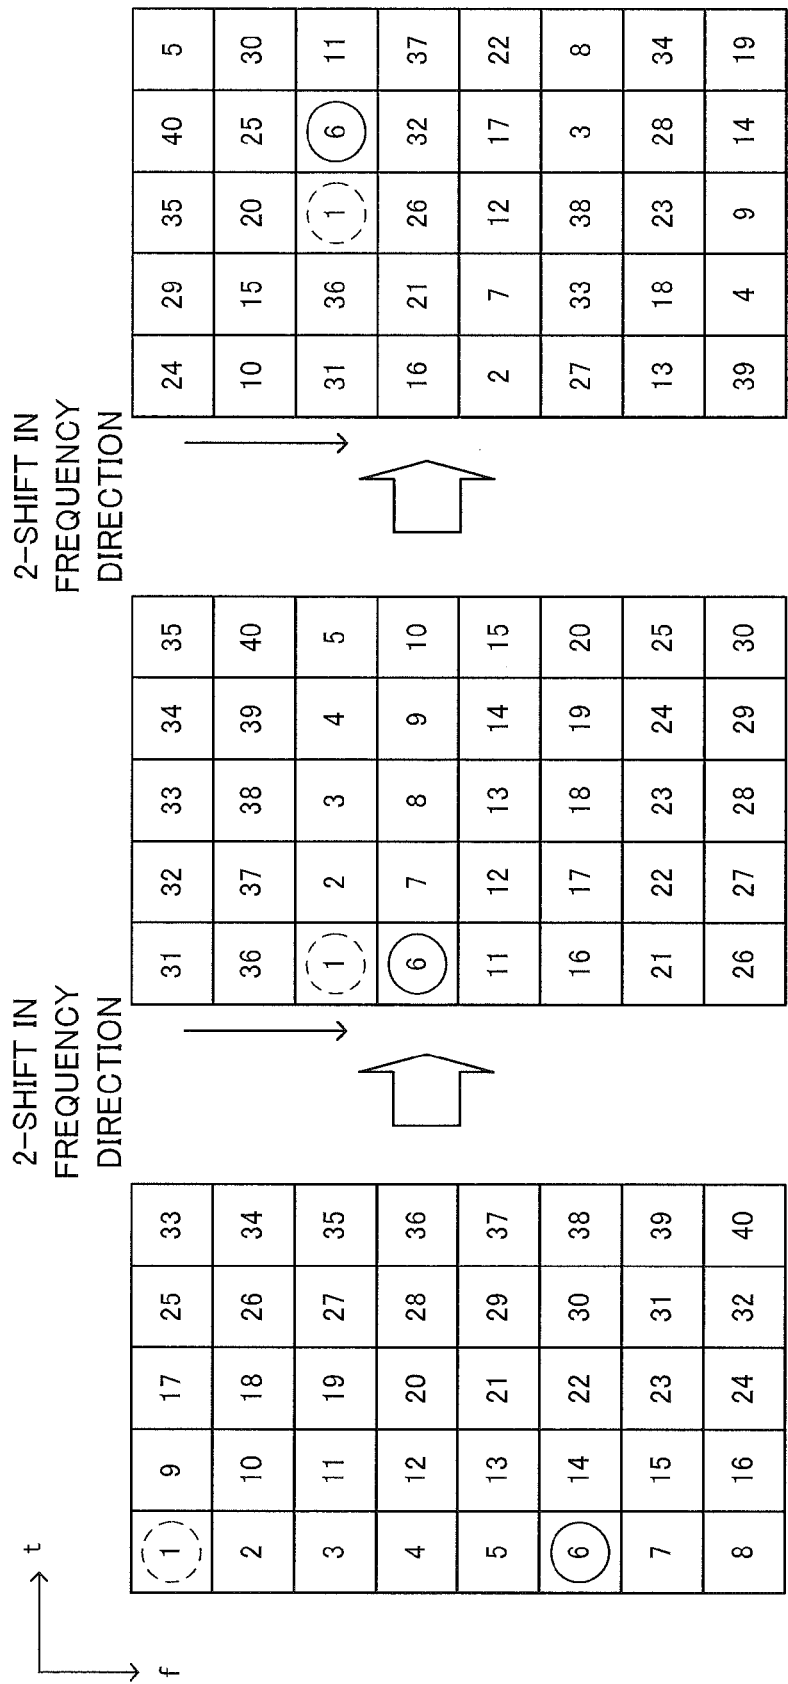 t
f
1 9 17 25 33
2 10 18 26 34
3 11 19 27 35
4 12 20 28 36
5 13 21 29 37
6 14 22 30 38
7 15 23 31 39
8 16 24 32 40
2-SHIFT IN
FREQUENCY
DIRECTION
31 32 33 34 35
36 37 38 39 40
1 2 3 4 5
6 7 8 9 10
11 12 13 14 15
16 17 18 19 20
21 22 23 24 25
26 27 28 29 30
2-SHIFT IN
FREQUENCY
DIRECTION
24 29 35 40 5
10 15 20 25 30
31 36 1 6 11
16 21 26 32 37
2 7 12 17 22
27 33 38 3 8
13 18 23 28 34
39 4 9 14 19